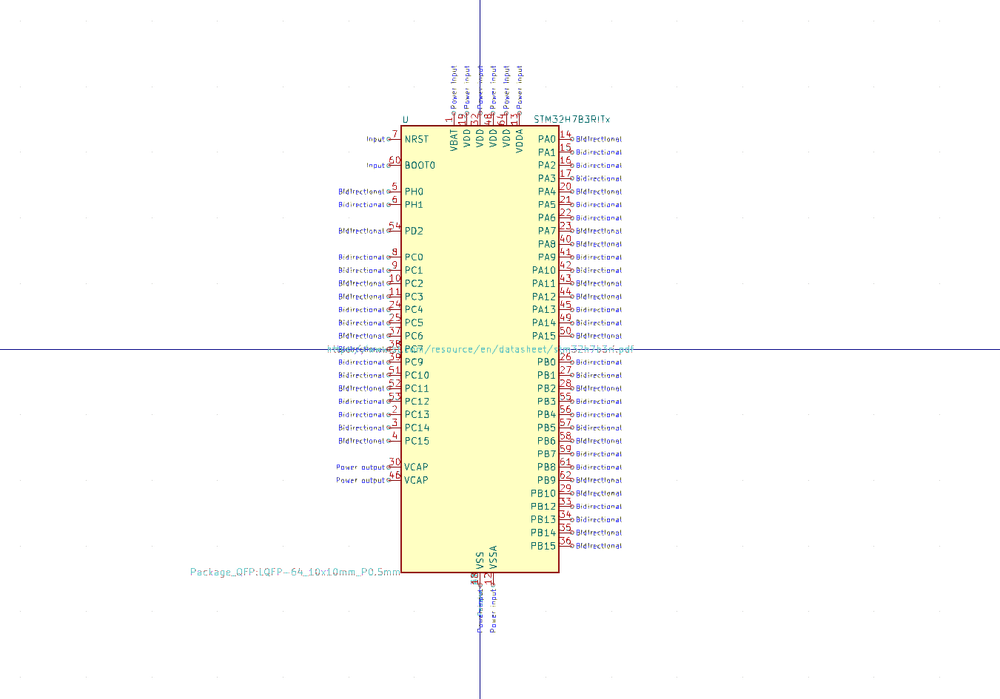 Power input Power input Power input Power input Power input Power input
1 19 32 48 64 13
VBAT VDD VDD VDD VDD VDDA
U STM32H7B3RITx
Input 7 NRST PA0 14 Bidirectional
PA1 15 Bidirectional
Input 60 BOOT0 PA2 16 Bidirectional
PA3 17 Bidirectional
Bidirectional 5 PH0 PA4 20 Bidirectional
Bidirectional 6 PH1 PA5 21 Bidirectional
PA6 22 Bidirectional
Bidirectional 54 PD2 PA7 23 Bidirectional
PA8 40 Bidirectional
Bidirectional 8 PC0 PA9 41 Bidirectional
Bidirectional 9 PC1 PA10 42 Bidirectional
Bidirectional 10 PC2 PA11 43 Bidirectional
Bidirectional 11 PC3 PA12 44 Bidirectional
Bidirectional 24 PC4 PA13 45 Bidirectional
Bidirectional 25 PC5 PA14 49 Bidirectional
Bidirectional 37 PC6 PA15 50 Bidirectional
38 PC7 /resource/en/datasheet/stm32h7b3ri.pdf
Bidirectional 39 PC9 PB0 26 Bidirectional
Bidirectional 51 PC10 PB1 27 Bidirectional
Bidirectional 52 PC11 PB2 28 Bidirectional
Bidirectional 53 PC12 PB3 55 Bidirectional
Bidirectional 2 PC13 PB4 56 Bidirectional
Bidirectional 3 PC14 PB5 57 Bidirectional
Bidirectional 4 PC15 PB6 58 Bidirectional
PB7 59 Bidirectional
Power output 30 VCAP PB8 61 Bidirectional
Power output 46 VCAP PB9 62 Bidirectional
PB10 29 Bidirectional
PB12 33 Bidirectional
PB13 34 Bidirectional
PB14 35 Bidirectional
PB15 36 Bidirectional
VSS VSSA
Package_QFP:LQFP-64_10x10mm_P0.5mm
12
Power input Power input